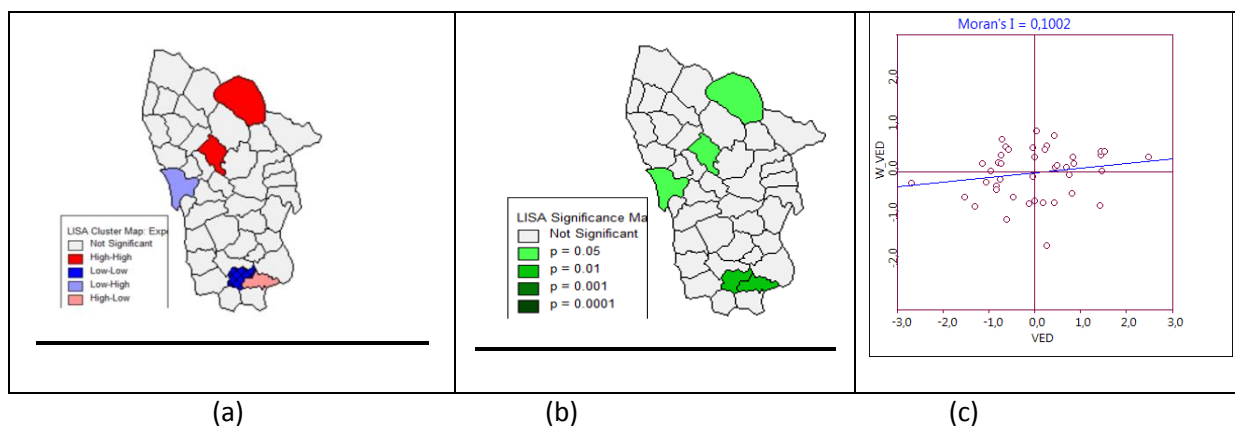 LISA Cluster Map: Exp
Not Significant
High-High
Low-Low
Low-High
High-Low
LISA Significance Ma
Not Significant
p = 0.05
p = 0.01
p = 0.001
p = 0.0001
Moran's I = 0,1002
2,0
1,0
0,0
-1,0
-2,0
W_VED
-3,0 -2,0 -1,0 0,0 1,0 2,0 3,0
VED
(a) (b) (c)